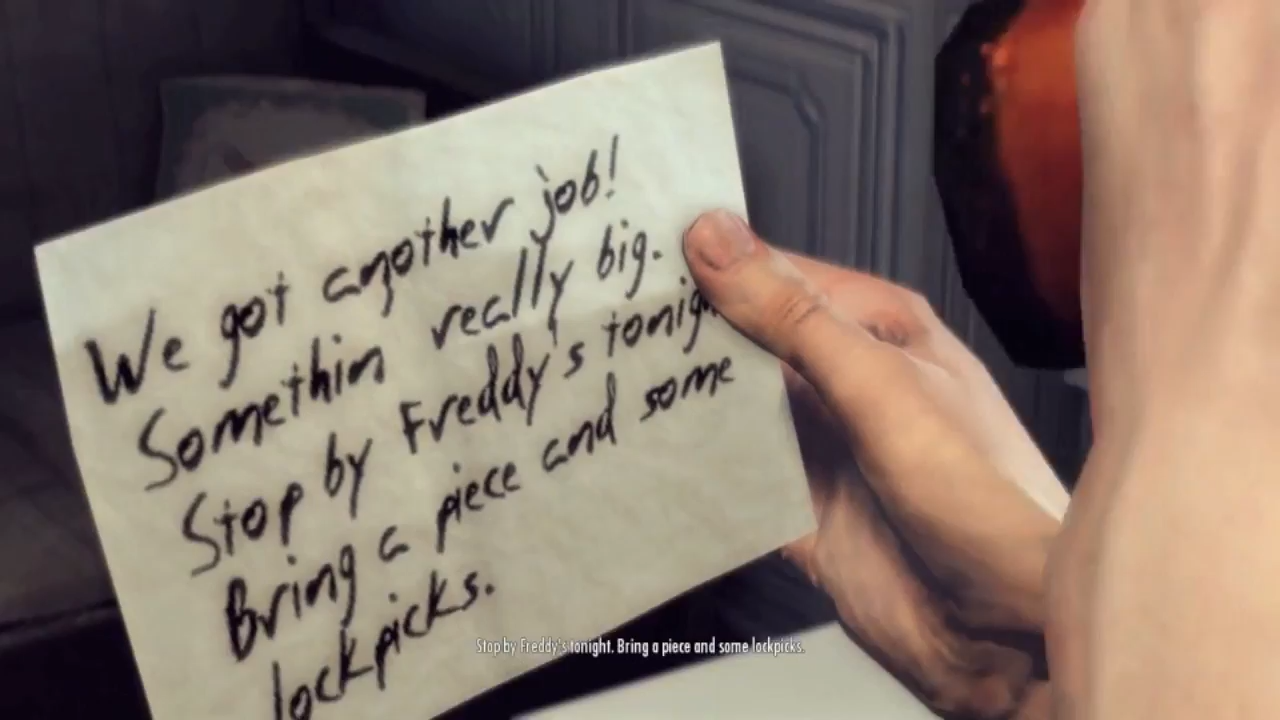 We got another job!
Somethin really big.
Stop by Freddy's tonigh
Bring a piece and some
lockpicks.
Stop by Freddy's tonight. Bring a piece and some lockpicks.